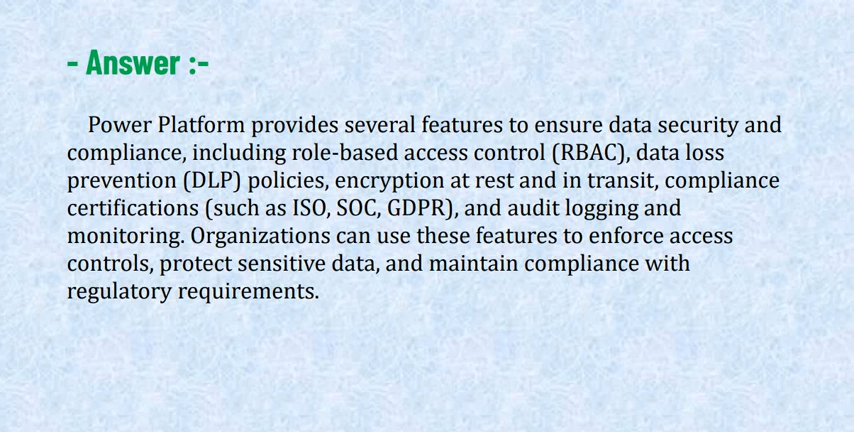 - Answer :-
Power Platform provides several features to ensure data security and
compliance, including role-based access control (RBAC), data loss
prevention (DLP) policies, encryption at rest and in transit, compliance
certifications (such as ISO, SOC, GDPR), and audit logging and
monitoring. Organizations can use these features to enforce access
controls, protect sensitive data, and maintain compliance with
regulatory requirements.